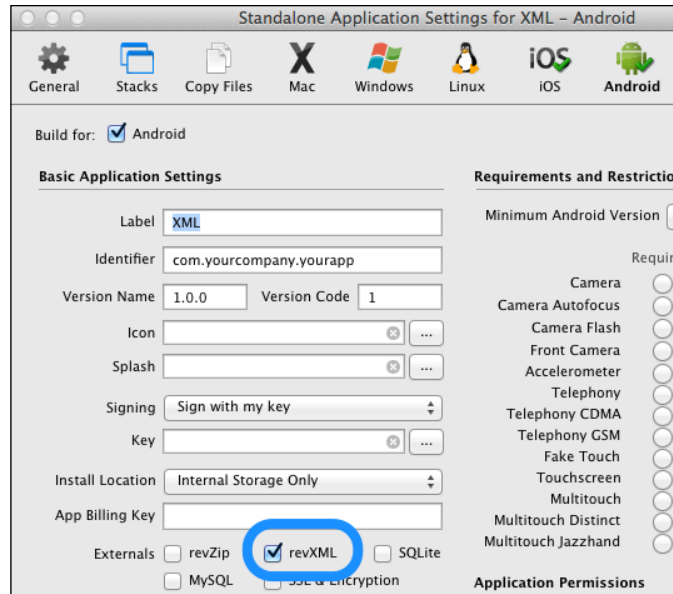 Standalone Application Settings for XML – Android
General Stacks Copy Files Mac Windows Linux iOS Android
Build for: Android
Basic Application Settings
Label XML
Identifier com.yourcompany.yourapp
Version Name 1.0.0 Version Code 1
Icon ...
Splash ...
Signing Sign with my key
Key ...
Install Location Internal Storage Only
App Billing Key
Externals revZip revXML SQLite
MySQL SSL & Encryption
Requirements and Restrictio
Minimum Android Version
Requir
Camera
Camera Autofocus
Camera Flash
Front Camera
Accelerometer
Telephony
Telephony CDMA
Telephony GSM
Fake Touch
Touchscreen
Multitouch
Multitouch Distinct
Multitouch Jazzhand
Application Permissions